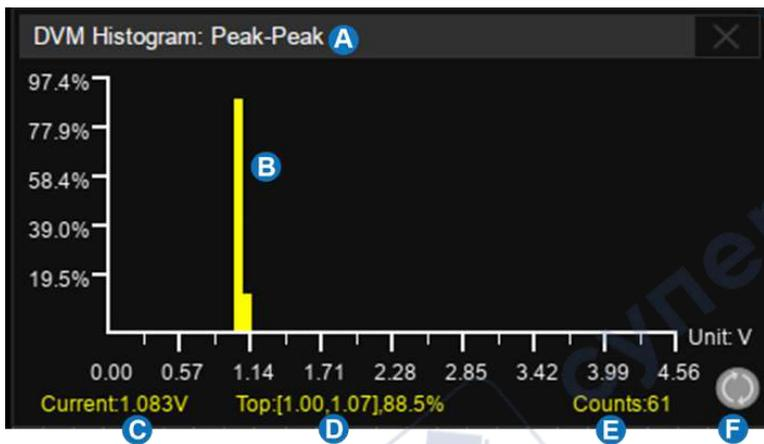 DVM Histogram: Peak-Peak A
97.4%
77.9%
58.4%
39.0%
19.5%
B
Unit: V
0.00 0.57 1.14 1.71 2.28 2.85 3.42 3.99 4.56
Current:1.083V Top:[1.00,1.07],88.5% Counts:61
C D E F